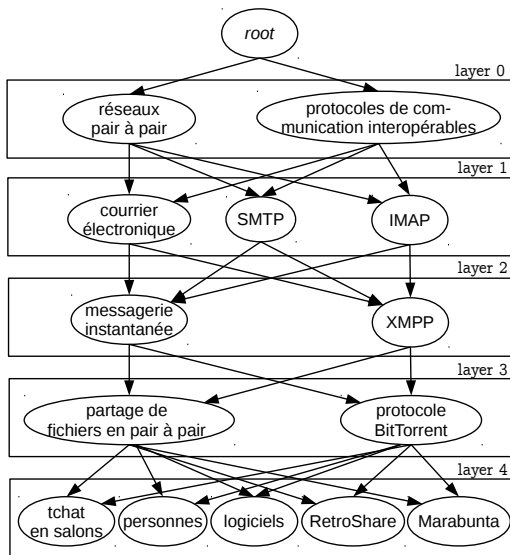 root
layer 0
réseaux
pair à pair
protocoles de com-
munication interopérables
layer 1
courrier
électronique
SMTP
IMAP
layer 2
messagerie
instantanée
XMPP
layer 3
partage de
fichiers en pair à pair
protocole
BitTorrent
layer 4
tchat
en salons
personnes
logiciels
RetroShare
Marabunta